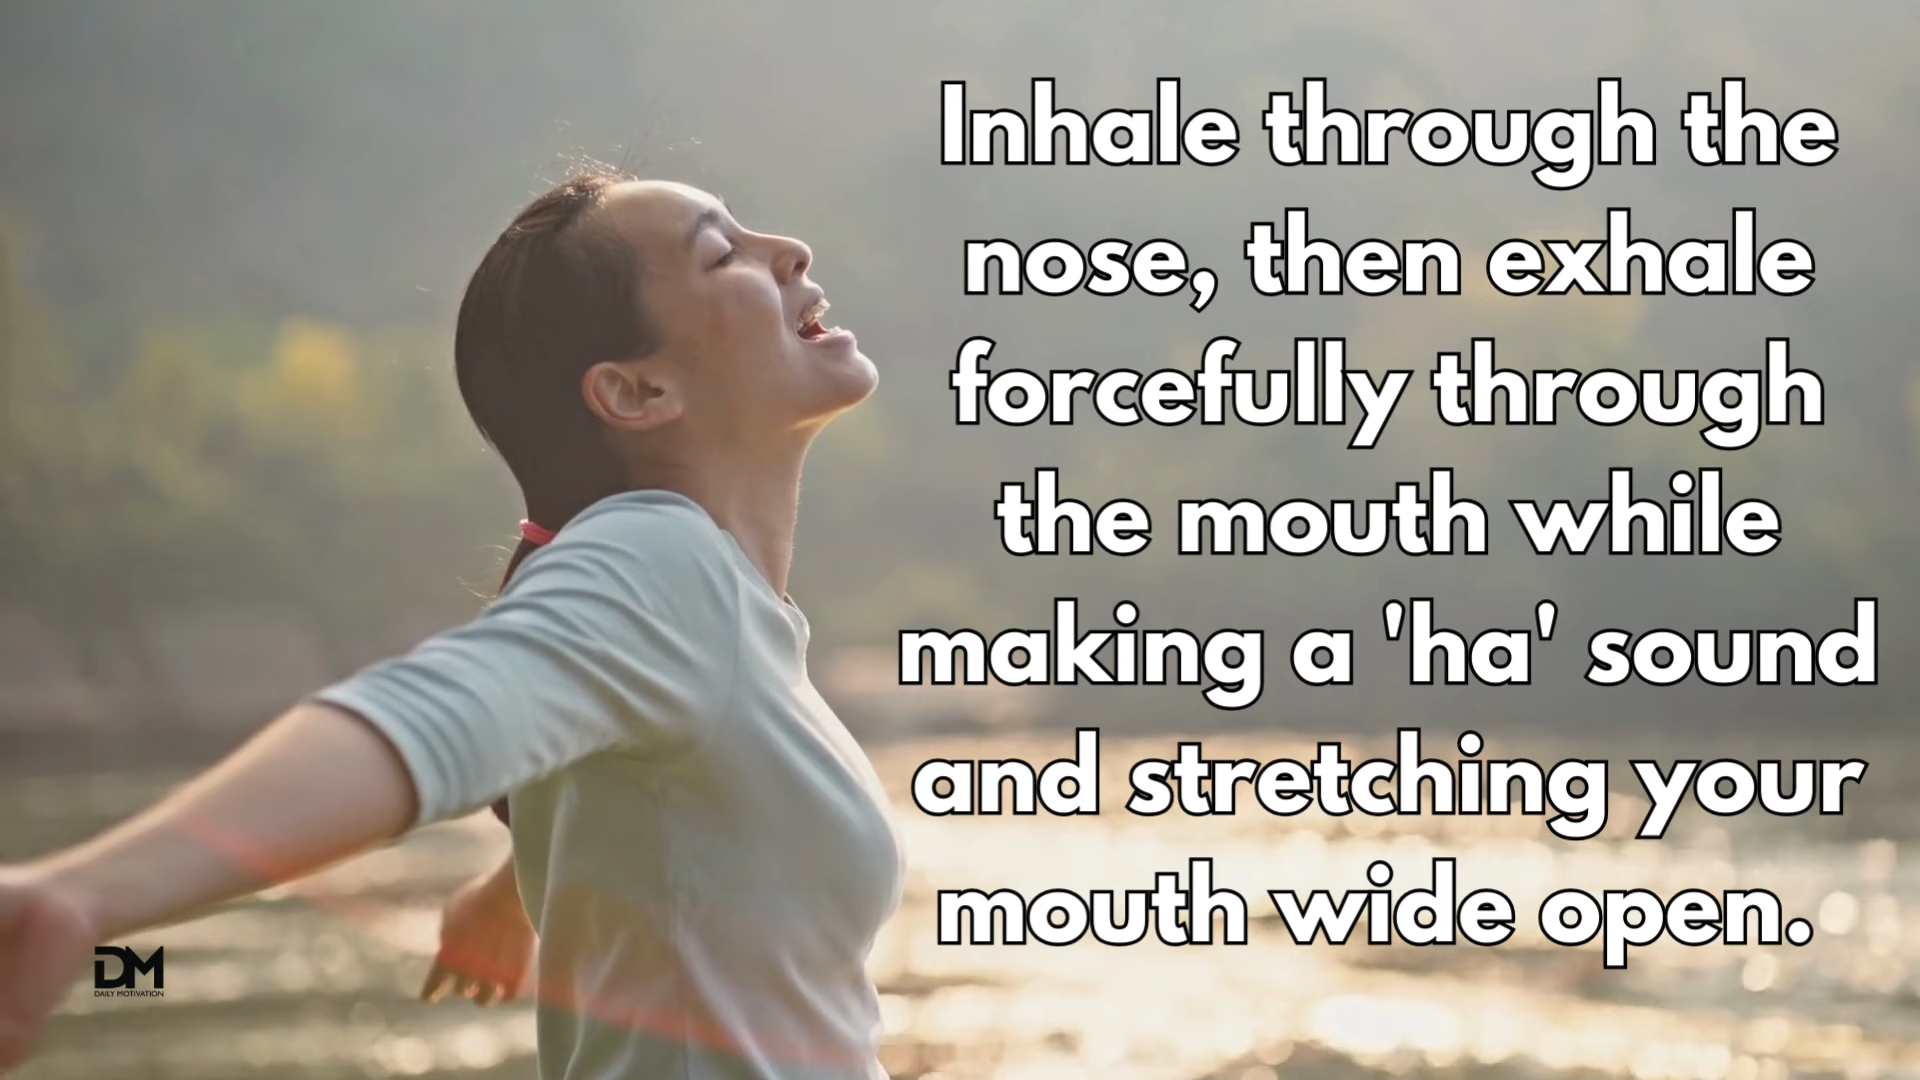 Inhale through the
nose, then exhale
forcefully through
the mouth while
making a 'ha' sound
and stretching your
mouth wide open.
DM
DAILY MOTIVATION